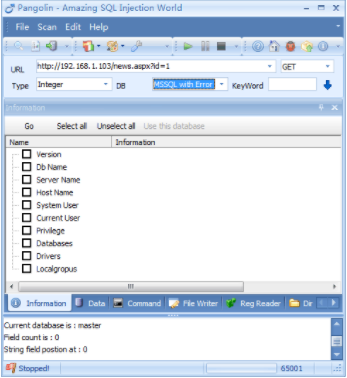 Pangolin - Amazing SQL Injection World
File Scan Edit Help
URL http://192.168.1.103/news.aspx?id=1 GET
Type Integer DB MSSQL with Error KeyWord
Information
Go Select all Unselect all Use this database
Name Information
Version
Db Name
Server Name
Host Name
System User
Current User
Privilege
Databases
Drivers
Localgropus
Information Data Command File Writer Reg Reader Dir
Current database is : master
Field count is : 0
String field postion at : 0
Stopped! 65001